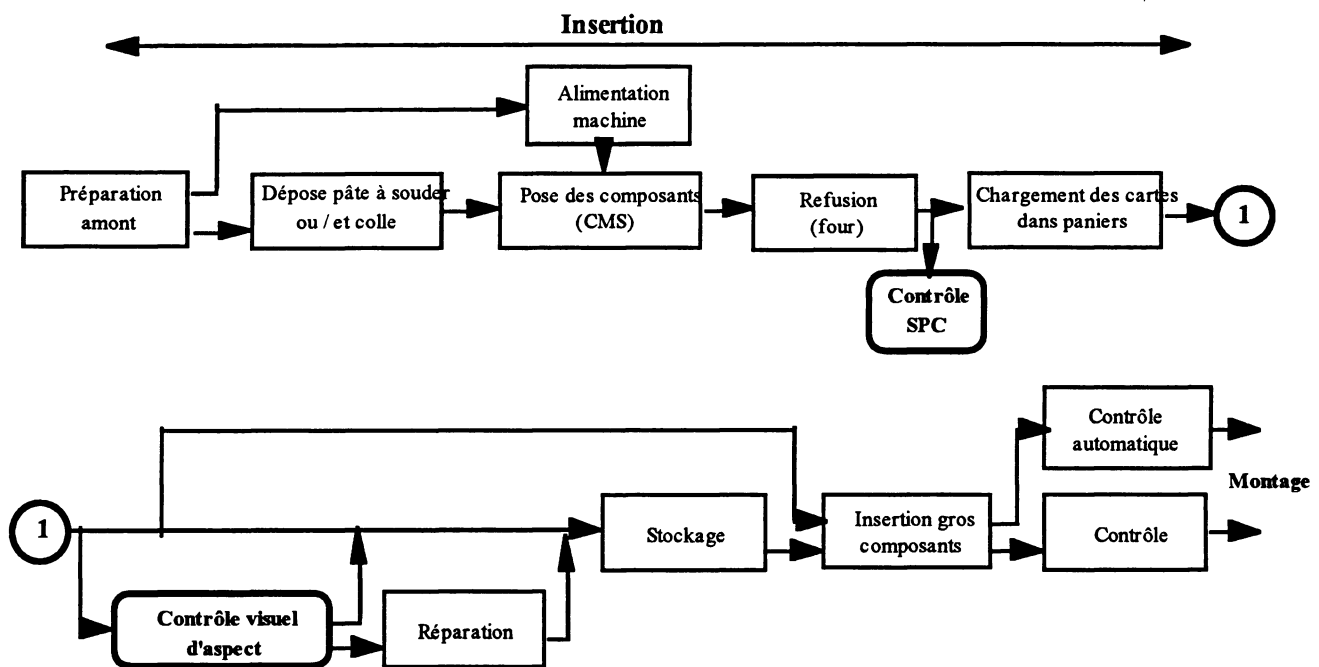 Insertion
Alimentation
machine
Préparation
amont
Dépose pâte à souder
ou / et colle
Pose des composants
(CMS)
Refusion
(four)
Chargement des cartes
dans paniers
1
Contrôle
SPC
Contrôle
automatique
Montage
1
Stockage
Insertion gros
composants
Contrôle
Contrôle visuel
d'aspect
Réparation